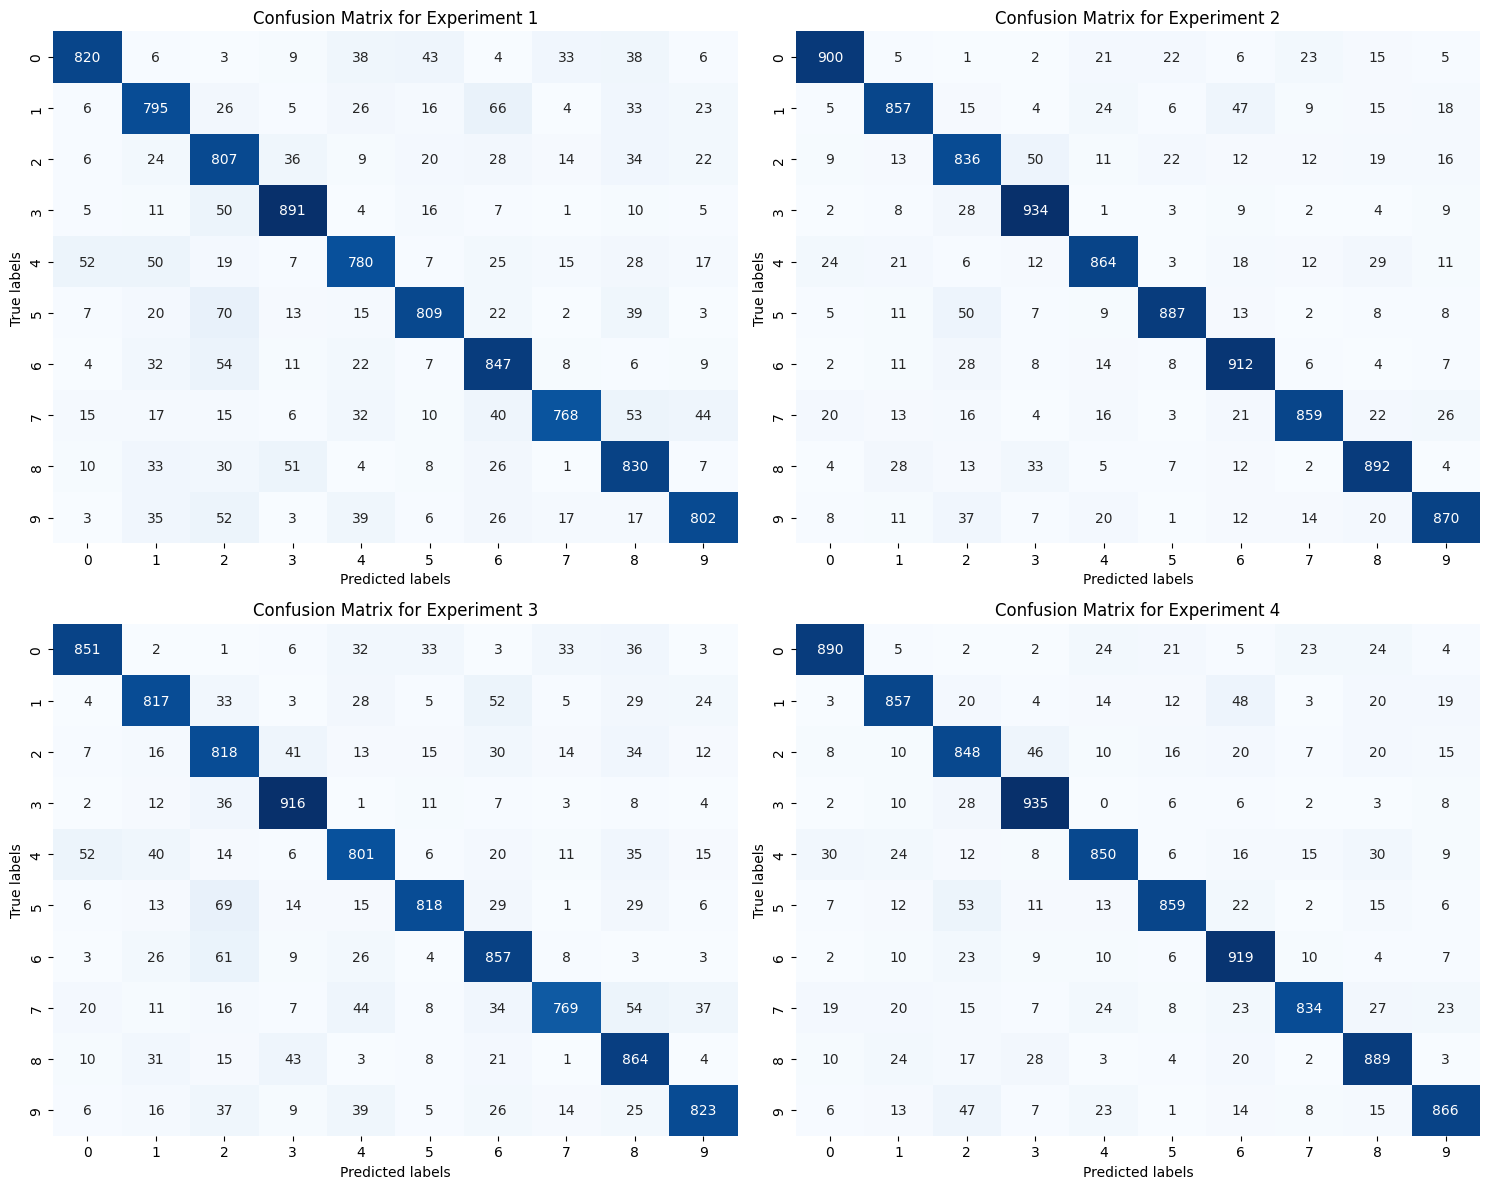 Confusion Matrix for Experiment 1
0 820 6 3 9 38 43 4 33 38 6
1 6 795 26 5 26 16 66 4 33 23
2 6 24 807 36 9 20 28 14 34 22
3 5 11 50 891 4 16 7 1 10 5
4 52 50 19 7 780 7 25 15 28 17
5 7 20 70 13 15 809 22 2 39 3
6 4 32 54 11 22 7 847 8 6 9
7 15 17 15 6 32 10 40 768 53 44
8 10 33 30 51 4 8 26 1 830 7
9 3 35 52 3 39 6 26 17 17 802
0 1 2 3 4 5 6 7 8 9
True labels
Predicted labels
Confusion Matrix for Experiment 2
0 900 5 1 2 21 22 6 23 15 5
1 5 857 15 4 24 6 47 9 15 18
2 9 13 836 50 11 22 12 12 19 16
3 2 8 28 934 1 3 9 2 4 9
4 24 21 6 12 864 3 18 12 29 11
5 5 11 50 7 9 887 13 2 8 8
6 2 11 28 8 14 8 912 6 4 7
7 20 13 16 4 16 3 21 859 22 26
8 4 28 13 33 5 7 12 2 892 4
9 8 11 37 7 20 1 12 14 20 870
0 1 2 3 4 5 6 7 8 9
True labels
Predicted labels
Confusion Matrix for Experiment 3
0 851 2 1 6 32 33 3 33 36 3
1 4 817 33 3 28 5 52 5 29 24
2 7 16 818 41 13 15 30 14 34 12
3 2 12 36 916 1 11 7 3 8 4
4 52 40 14 6 801 6 20 11 35 15
5 6 13 69 14 15 818 29 1 29 6
6 3 26 61 9 26 4 857 8 3 3
7 20 11 16 7 44 8 34 769 54 37
8 10 31 15 43 3 8 21 1 864 4
9 6 16 37 9 39 5 26 14 25 823
0 1 2 3 4 5 6 7 8 9
True labels
Predicted labels
Confusion Matrix for Experiment 4
0 890 5 2 2 24 21 5 23 24 4
1 3 857 20 4 14 12 48 3 20 19
2 8 10 848 46 10 16 20 7 20 15
3 2 10 28 935 0 6 6 2 3 8
4 30 24 12 8 850 6 16 15 30 9
5 7 12 53 11 13 859 22 2 15 6
6 2 10 23 9 10 6 919 10 4 7
7 19 20 15 7 24 8 23 834 27 23
8 10 24 17 28 3 4 20 2 889 3
9 6 13 47 7 23 1 14 8 15 866
0 1 2 3 4 5 6 7 8 9
True labels
Predicted labels